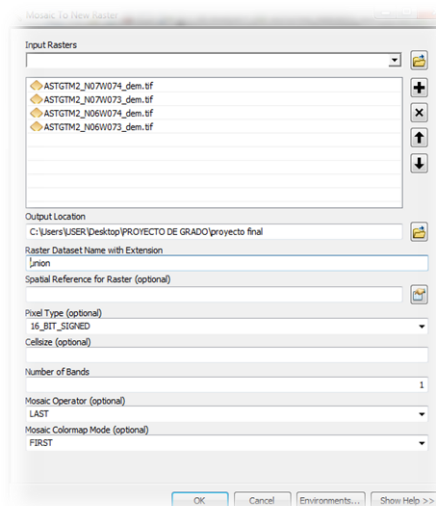 Mosaic To New Raster
Input Rasters
ASTGTM2_N07W074_dem.tif
ASTGTM2_N07W073_dem.tif
ASTGTM2_N06W074_dem.tif
ASTGTM2_N06W073_dem.tif
Output Location
C:\Users\USER\Desktop\PROYECTO DE GRADO\proyecto final
Raster Dataset Name with Extension
union
Spatial Reference for Raster (optional)
Pixel Type (optional)
16_BIT_SIGNED
Cellsize (optional)
Number of Bands
1
Mosaic Operator (optional)
LAST
Mosaic Colormap Mode (optional)
FIRST
OK
Cancel
Environments...
Show Help >>